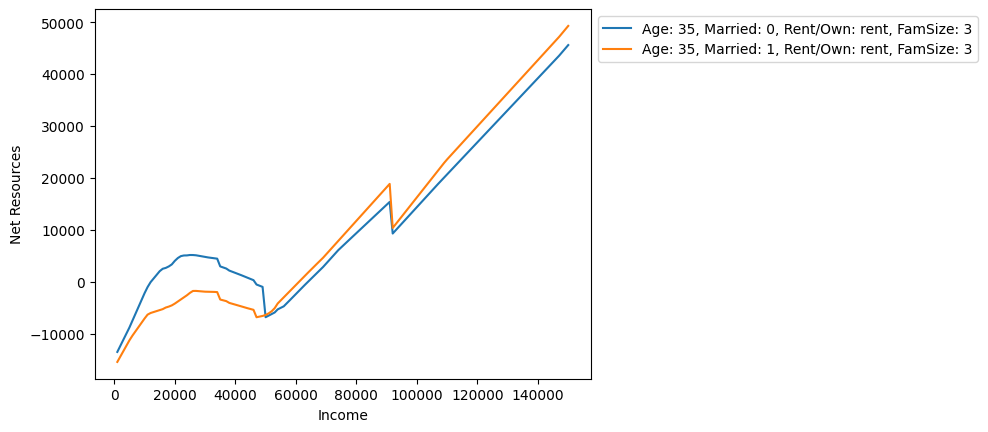 50000
40000
30000
20000
10000
0
−10000
Net Resources
0 20000 40000 60000 80000 100000 120000 140000
Income
Age: 35, Married: 0, Rent/Own: rent, FamSize: 3
Age: 35, Married: 1, Rent/Own: rent, FamSize: 3